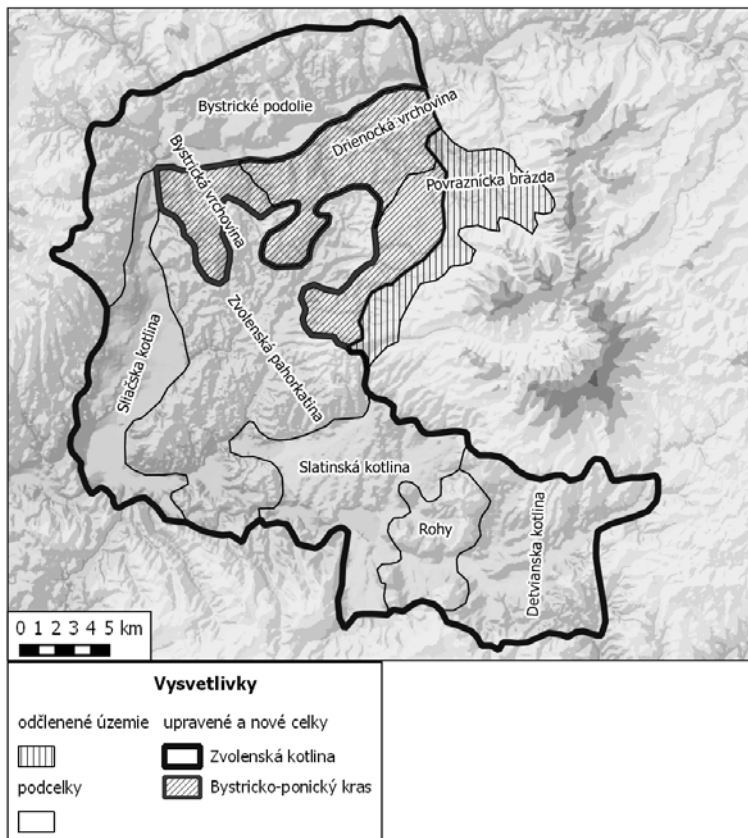 Bystrické podolie
Drienocká vrchovina
Bystrická vrchovina
Povraznícka brázda
Sliačska kotlina
Zvolenská pahorkatina
Slatinská kotlina
Rohy
Detvianska kotlina
0 1 2 3 4 5 km
Vysvetlivky
odčlenené územie upravené a nové celky
Zvolenská kotlina
podcelky
Bystricko-ponický kras